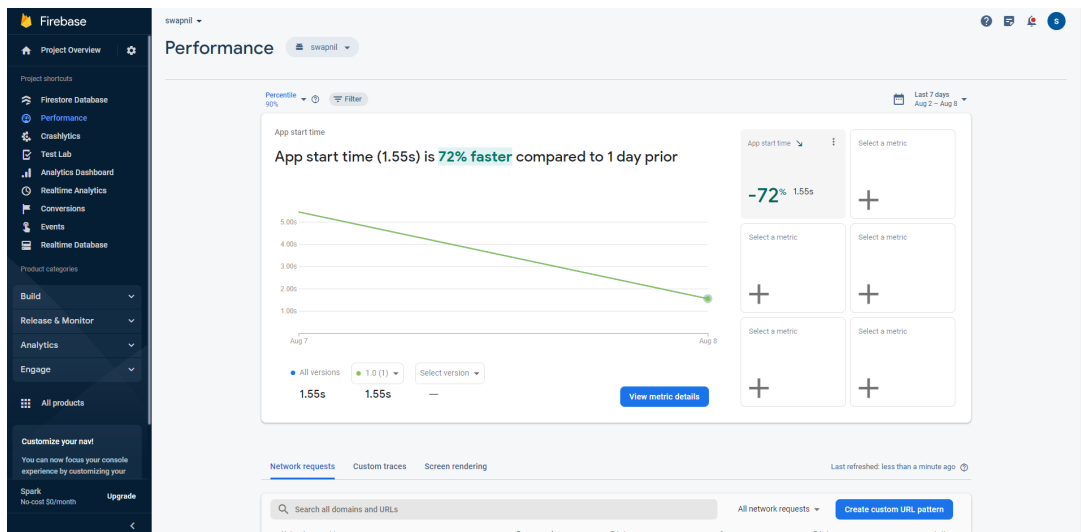 Firebase
Project Overview
Project shortcuts
Firestore Database
Performance
Crashlytics
Test Lab
Analytics Dashboard
Realtime Analytics
Conversions
Events
Realtime Database
Product categories
Build
Release & Monitor
Analytics
Engage
All products
Customize your nav!
You can now focus your console
experience by customizing your
Spark
No-cost $0/month
Upgrade
swapnil
S
Performance
swapnil
Percentile
90%
Filter
Last 7 days
Aug 2 – Aug 8
App start time
App start time (1.55s) is 72% faster compared to 1 day prior
5.00s
4.00s
3.00s
2.00s
1.00s
Aug 7
Aug 8
All versions
1.0 (1)
Select version
1.55s
1.55s
—
View metric details
App start time
-72% 1.55s
Select a metric
Select a metric
Select a metric
Select a metric
Select a metric
Network requests
Custom traces
Screen rendering
Last refreshed: less than a minute ago
Search all domains and URLs
All network requests
Create custom URL pattern